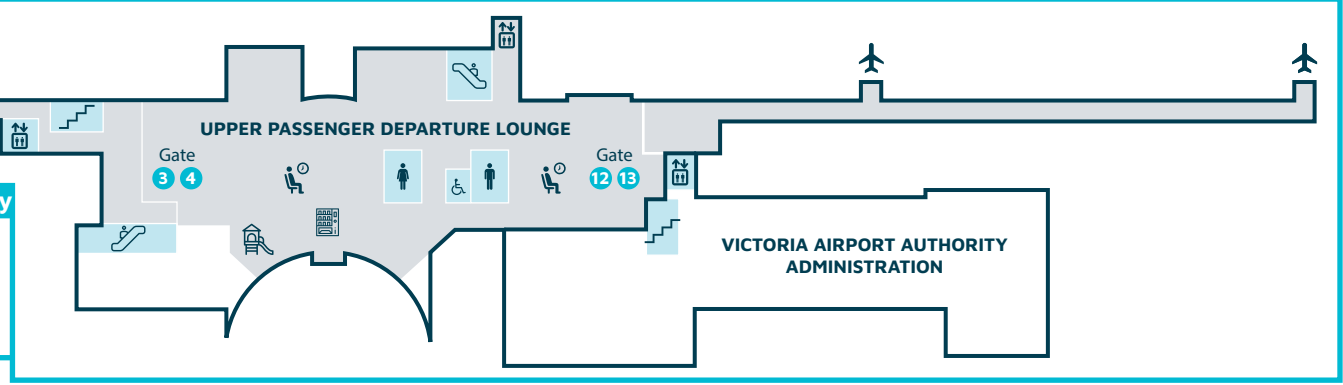 UPPER PASSENGER DEPARTURE LOUNGE
Gate
3 4
Gate
12 13
y
VICTORIA AIRPORT AUTHORITY
ADMINISTRATION